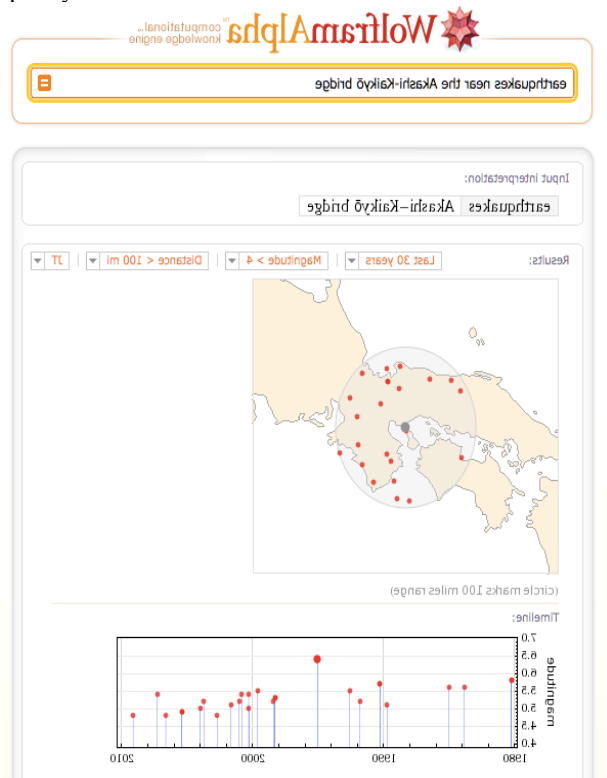 WolframAlpha™ computational...
knowledge engine
earthquakes near the Akashi-Kaikyō bridge
Input interpretation:
earthquakes Akashi–Kaikyō bridge
Results:
Last 30 years
Magnitude > 4
Distance < 100 mi
JT
(circle marks 100 miles range)
Timeline:
magnitude
7.0
6.5
6.0
5.5
5.0
4.5
4.0
1980 1990 2000 2010